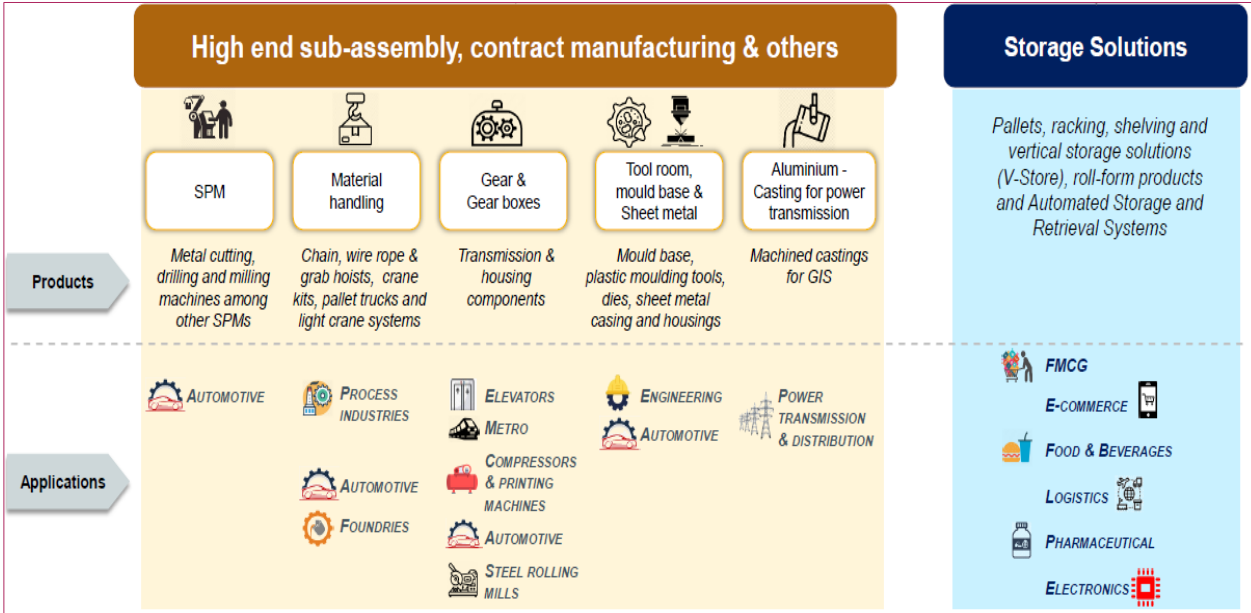 High end sub-assembly, contract manufacturing & others
Storage Solutions
SPM
Material
handling
Gear &
Gear boxes
Tool room,
mould base &
Sheet metal
Aluminium -
Casting for power
transmission
Pallets, racking, shelving and
vertical storage solutions
(V-Store), roll-form products
and Automated Storage and
Retrieval Systems
Products
Metal cutting,
drilling and milling
machines among
other SPMs
Chain, wire rope &
grab hoists, crane
kits, pallet trucks and
light crane systems
Transmission &
housing
components
Mould base,
plastic moulding tools,
dies, sheet metal
casing and housings
Machined castings
for GIS
Applications
AUTOMOTIVE
PROCESS
INDUSTRIES
AUTOMOTIVE
FOUNDRIES
ELEVATORS
METRO
COMPRESSORS
& PRINTING
MACHINES
AUTOMOTIVE
STEEL ROLLING
MILLS
ENGINEERING
AUTOMOTIVE
POWER
TRANSMISSION
& DISTRIBUTION
FMCG
E-COMMERCE
FOOD & BEVERAGES
LOGISTICS
PHARMACEUTICAL
ELECTRONICS